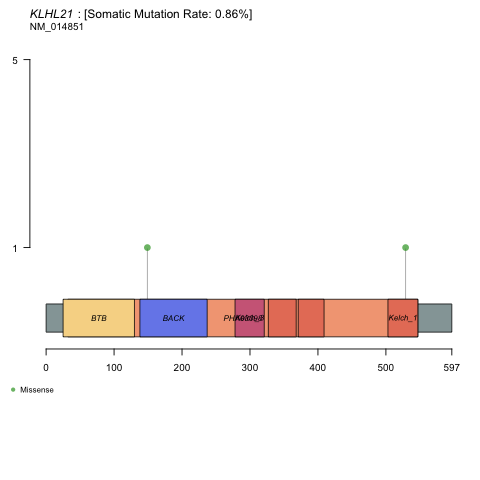 KLHL21 : [Somatic Mutation Rate: 0.86%]
NM_014851
5
1
BTB BACK Kelch_1
0 100 200 300 400 500 597
Missense